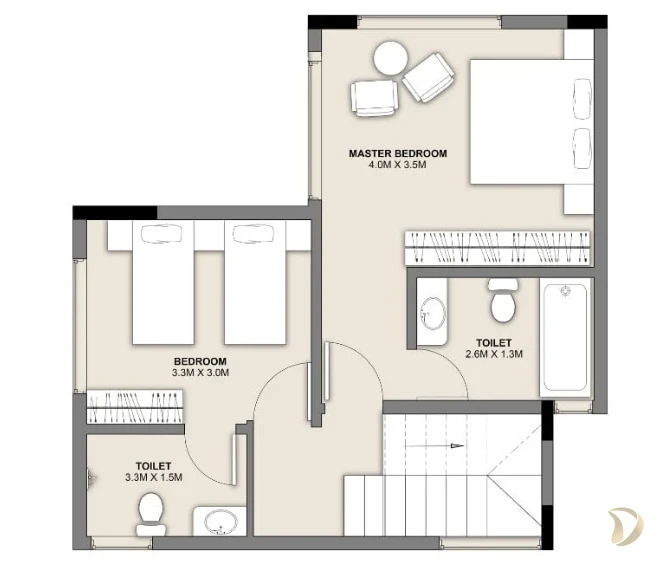 MASTER BEDROOM
4.0M X 3.5M
BEDROOM
3.3M X 3.0M
TOILET
2.6M X 1.3M
TOILET
3.3M X 1.5M